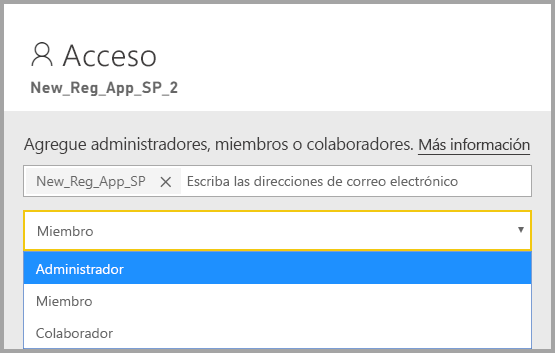 Acceso
New_Reg_App_SP_2
Agregue administradores, miembros o colaboradores. Más información
New_Reg_App_SP Escriba las direcciones de correo electrónico
Miembro
Administrador
Miembro
Colaborador